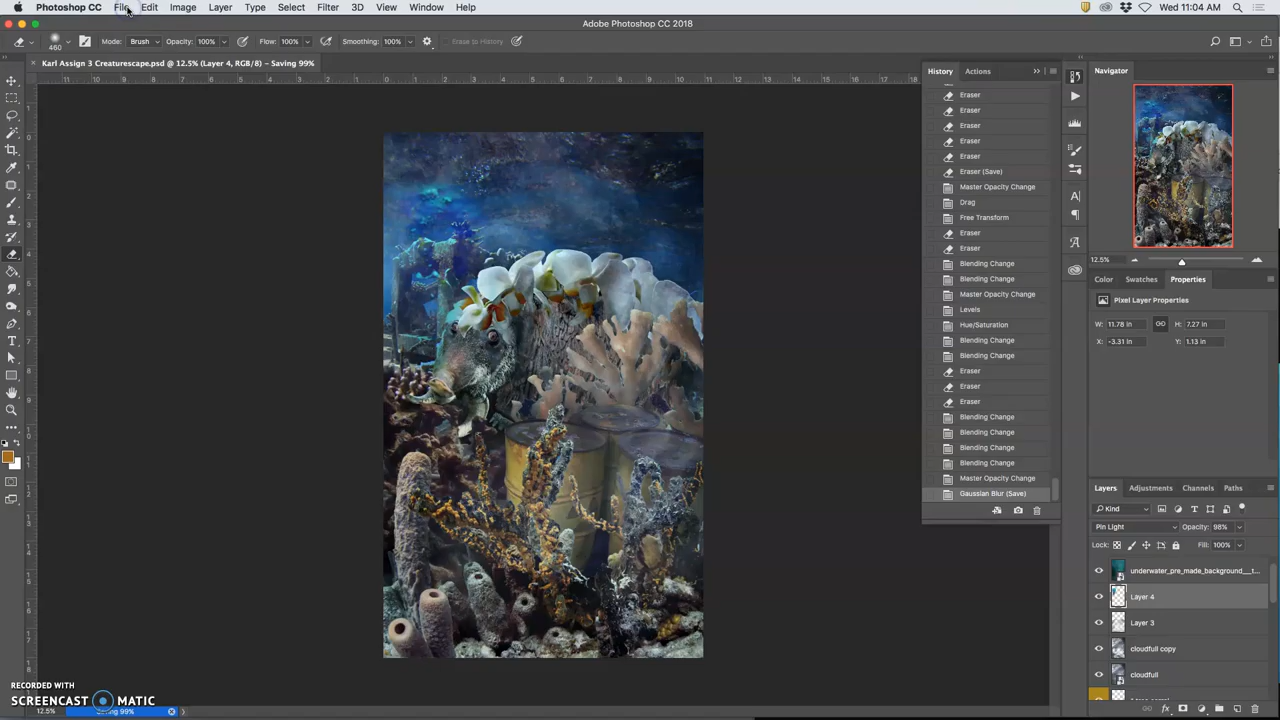 Photoshop CC File Edit Image Layer Type Select Filter 3D View Window Help Wed 11:04 AM
Adobe Photoshop CC 2018
460 Mode: Brush Opacity: 100% Flow: 100% Smoothing: 100% Erase to History
Karl Assign 3 Creaturescape.psd @ 12.5% (Layer 4, RGB/8) – Saving 99%
History Actions
Eraser
Eraser
Eraser
Eraser
Eraser
Eraser (Save)
Master Opacity Change
Drag
Free Transform
Eraser
Eraser
Blending Change
Blending Change
Master Opacity Change
Levels
Hue/Saturation
Blending Change
Blending Change
Eraser
Eraser
Eraser
Blending Change
Blending Change
Blending Change
Blending Change
Master Opacity Change
Gaussian Blur (Save)
Navigator
12.5%
Color Swatches Properties
Pixel Layer Properties
W: 11.78 in H: 7.27 in
X: -3.31 in Y: 1.13 in
Layers Adjustments Channels Paths
Kind
Pin Light Opacity: 98%
Lock: Fill: 100%
underwater_pre_made_background__t...
Layer 4
Layer 3
cloudfull copy
cloudfull
RECORDED WITH
SCREENCAST MATIC
12.5% Saving 99%